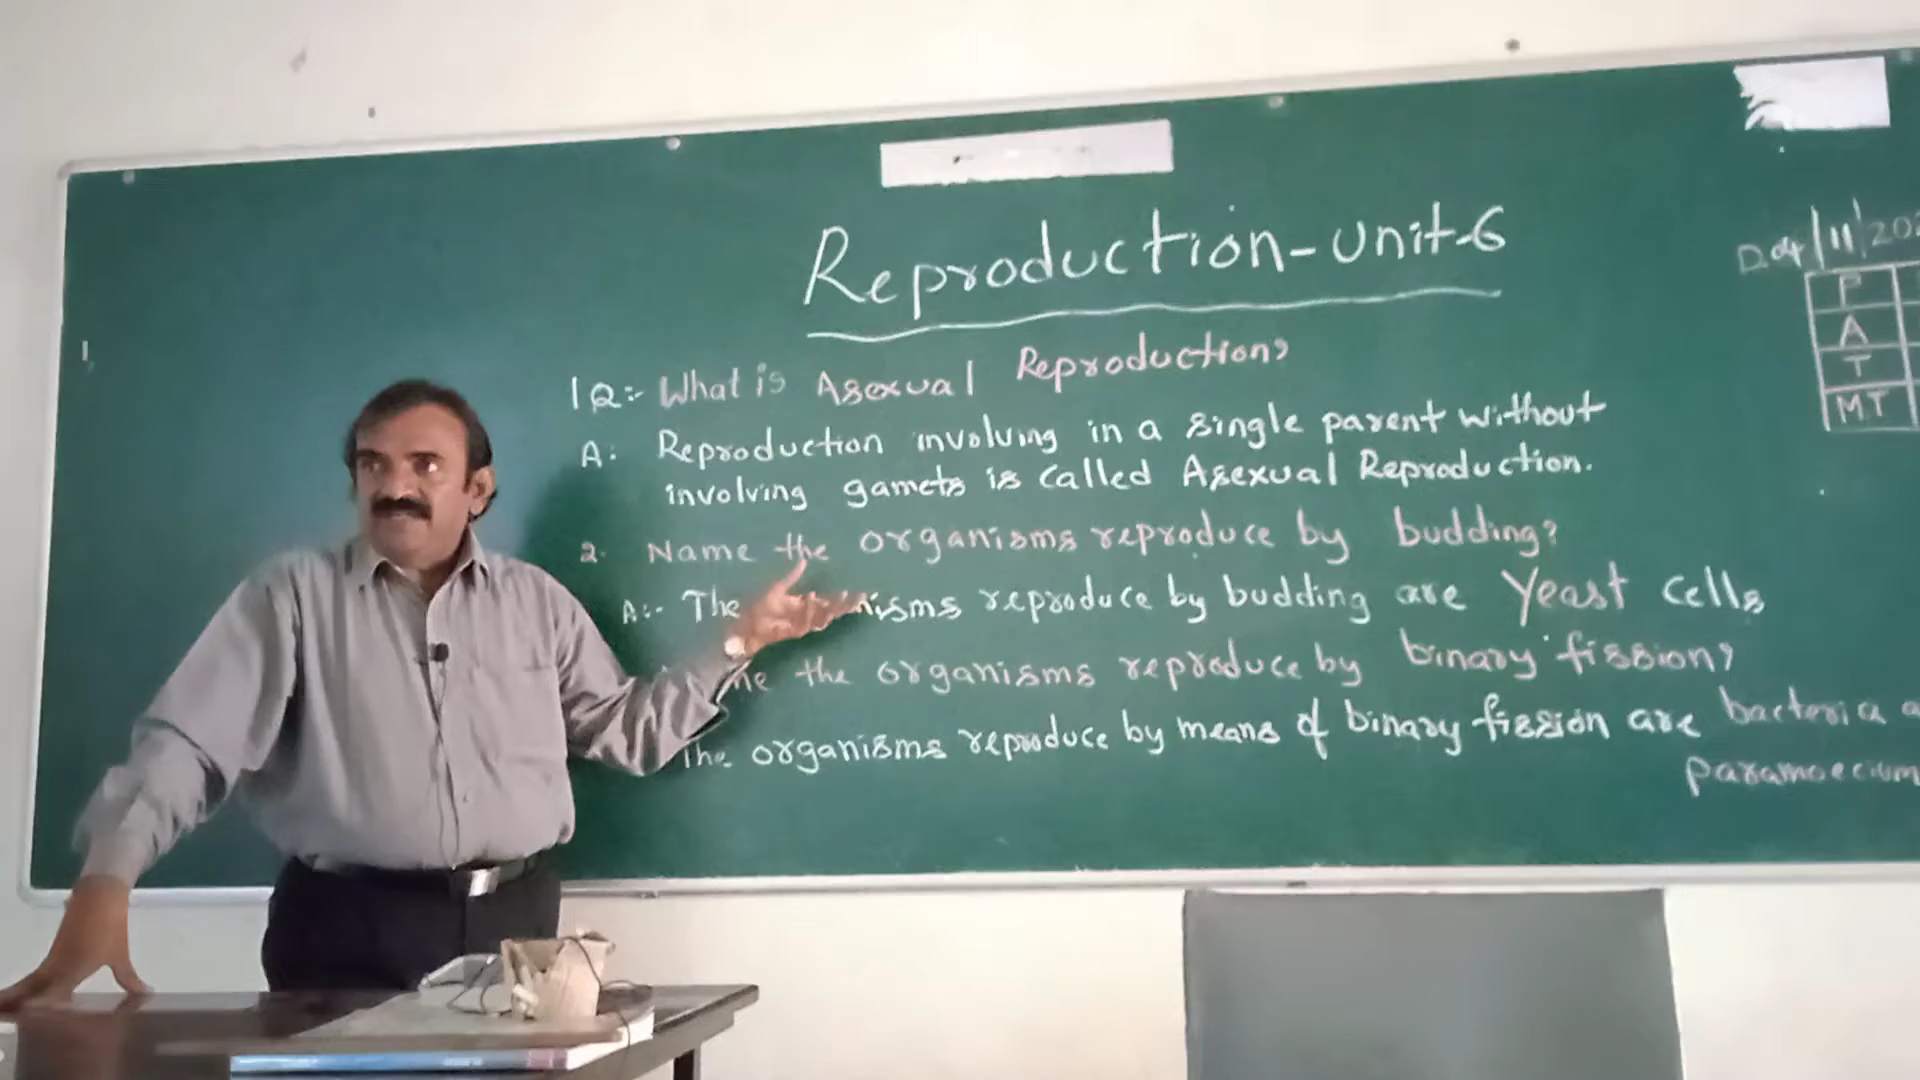 Reproduction-Unit-6
1Q:- What is Asexual Reproduction?
A: Reproduction involving in a single parent without
involving gamets is called Asexual Reproduction.
2. Name the organisms reproduce by budding?
A:- The reproduce by budding are Yeast cells
the organisms reproduce by binary fission?
The organisms reproduce by means of binary fission are bacteria
paramoecium
P
A
T
MT